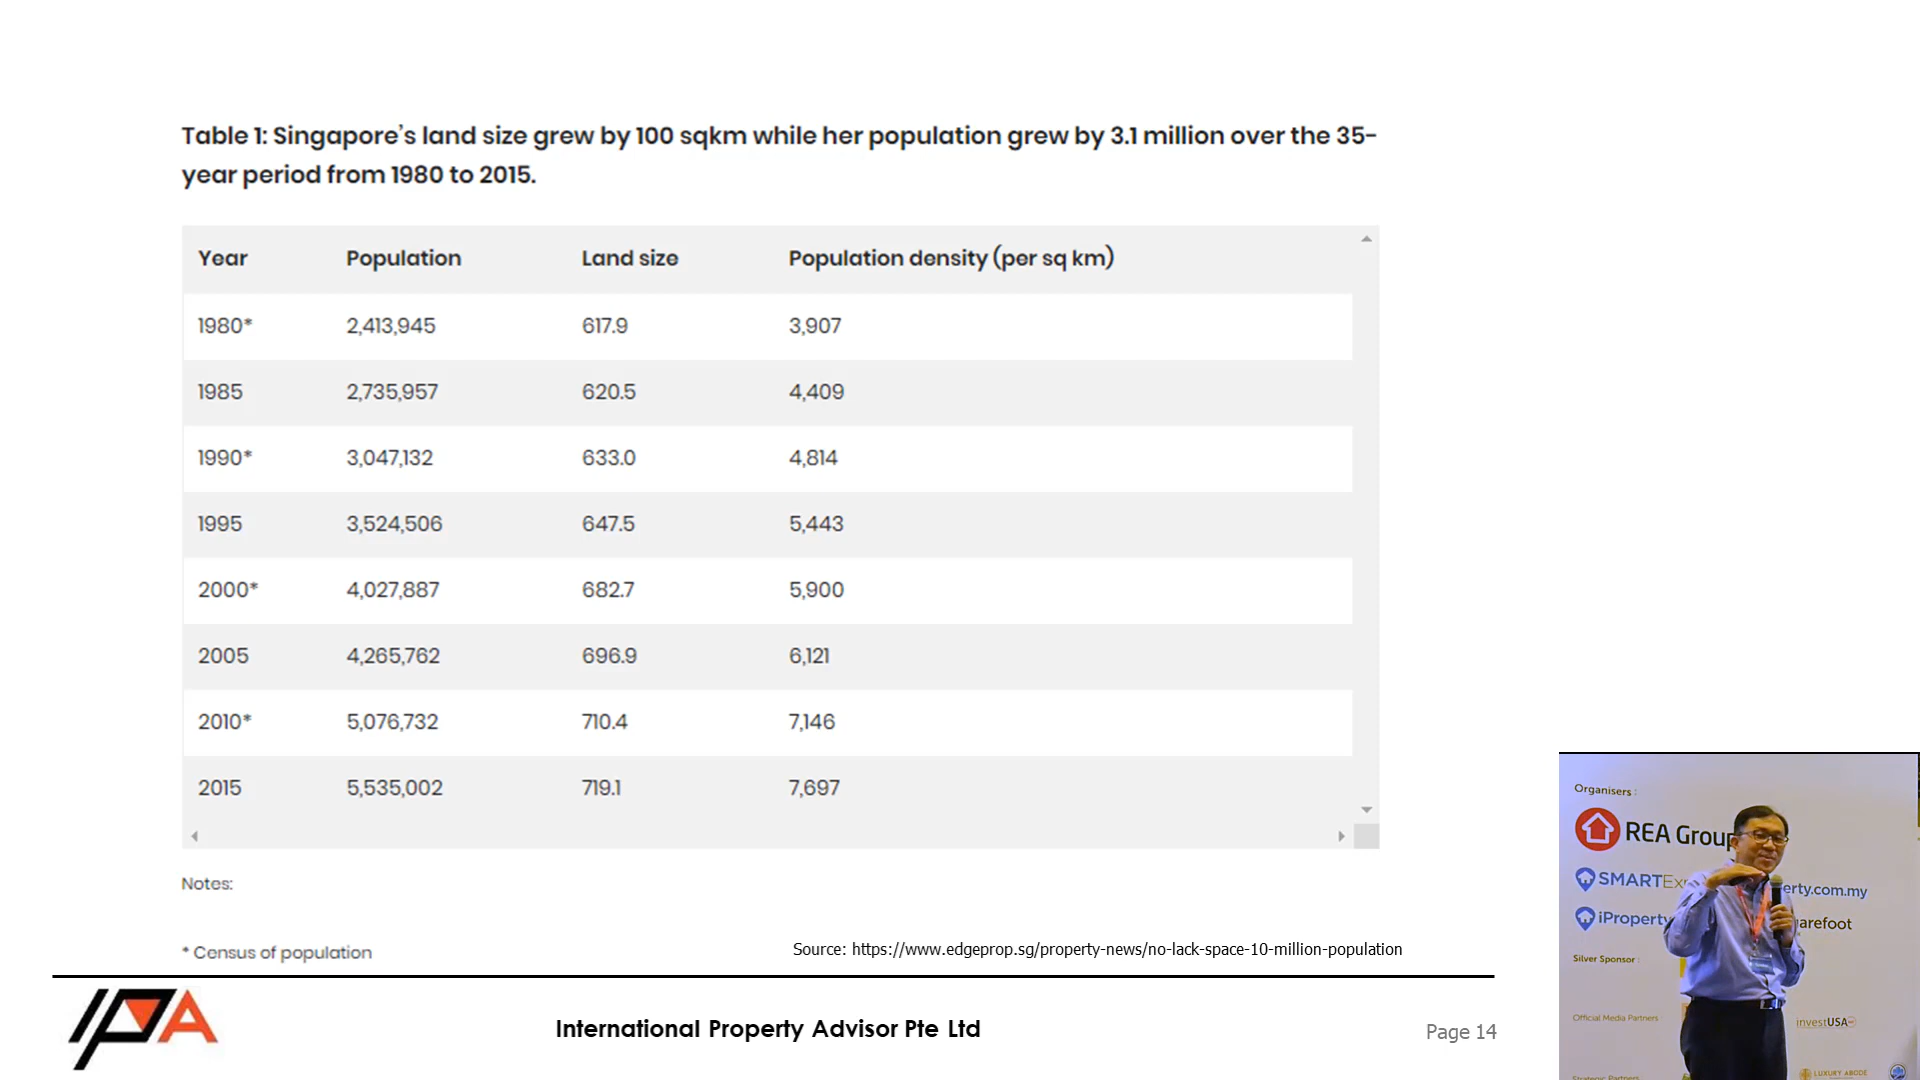 Table 1: Singapore's land size grew by 100 sqkm while her population grew by 3.1 million over the 35-
year period from 1980 to 2015.
Year Population Land size Population density (per sq km)
1980* 2,413,945 617.9 3,907
1985 2,735,957 620.5 4,409
1990* 3,047,132 633.0 4,814
1995 3,524,506 647.5 5,443
2000* 4,027,887 682.7 5,900
2005 4,265,762 696.9 6,121
2010* 5,076,732 710.4 7,146
2015 5,535,002 719.1 7,697
Notes:
* Census of population
Source: https://www.edgeprop.sg/property-news/no-lack-space-10-million-population
IPA
International Property Advisor Pte Ltd
Page 14
Organisers :
REA Group
SMARTEx
erty.com.my
iProperty
arefoot
Silver Sponsor :
Official Media Partners
investUSA
Strategic Partners
LUXURY ABODE